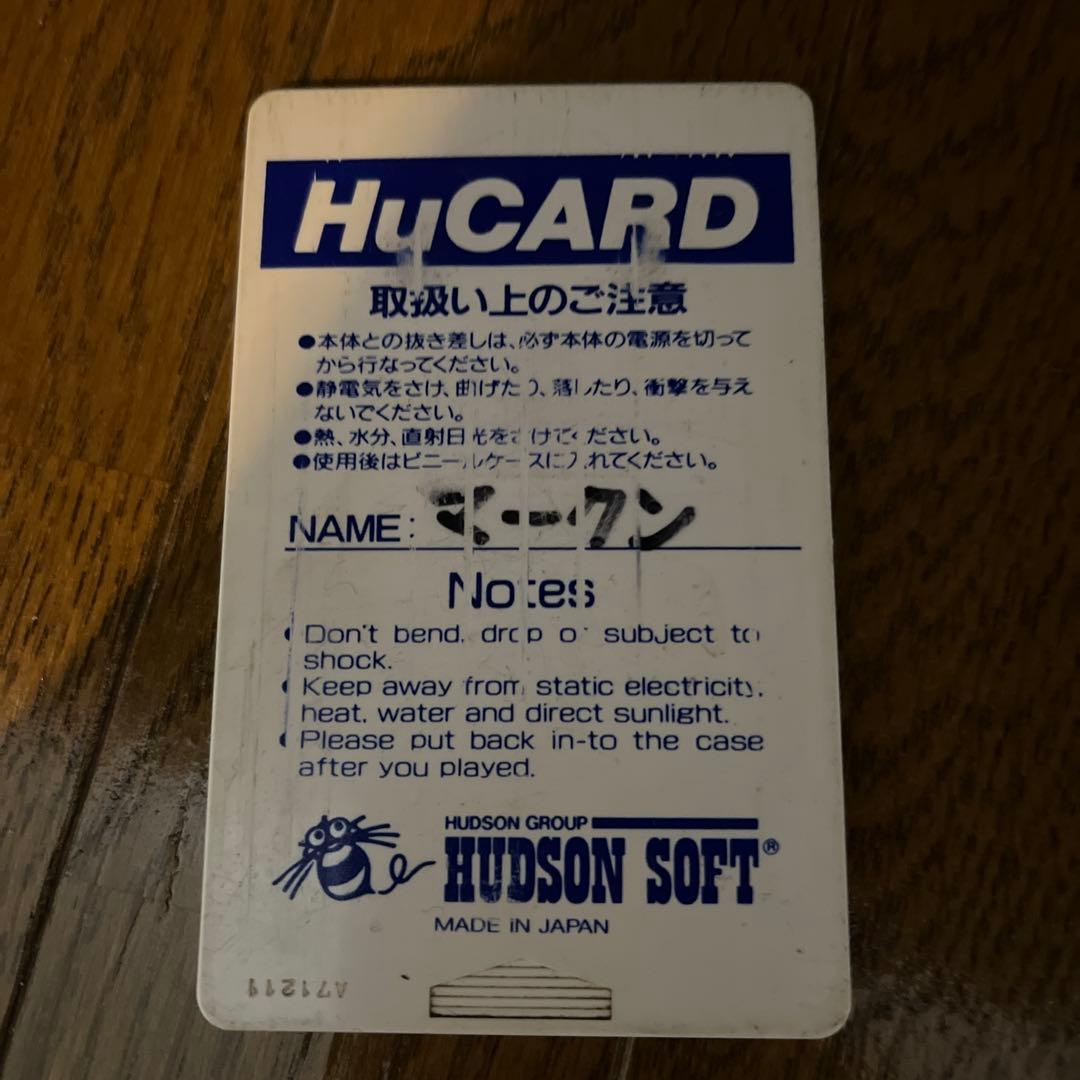 HuCARD
取扱い上のご注意
●本体との抜き差しは、必ず本体の電源を切って
から行なってください。
●静電気をさけ、曲げたり、落したり、衝撃を与え
ないでください。
●熱、水分、直射日光をさけてください。
●使用後はビニールケースに入れてください。
NAME: マークン
Notes
●Don't bend, drop or subject to
shock.
●Keep away from static electricity,
heat, water and direct sunlight.
●Please put back in-to the case
after you played.
HUDSON GROUP
HUDSON SOFT®
MADE IN JAPAN
A71211